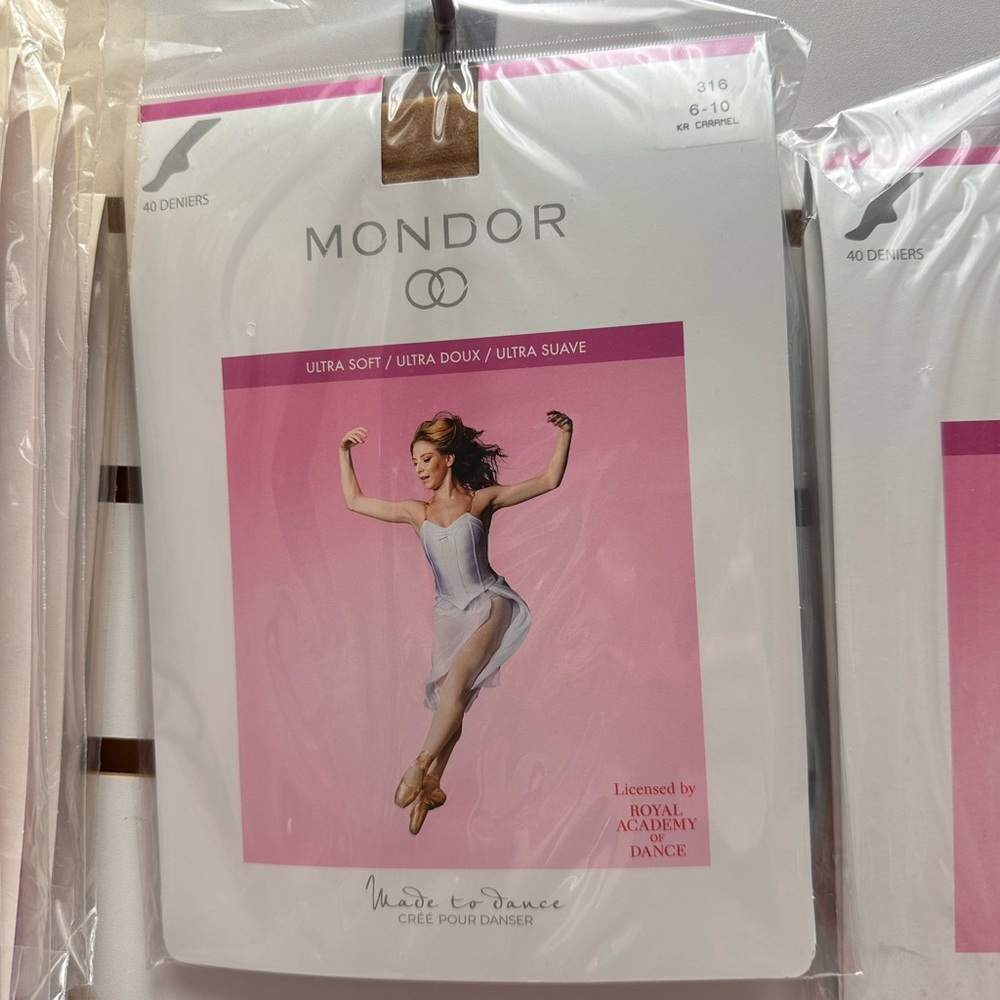 316
6-10
KR CARAMEL
40 DENIERS
MONDOR
ULTRA SOFT / ULTRA DOUX / ULTRA SUAVE
Licensed by
ROYAL
ACADEMY
OF
DANCE
Made to dance
CRÉÉ POUR DANSER
40 DENIERS